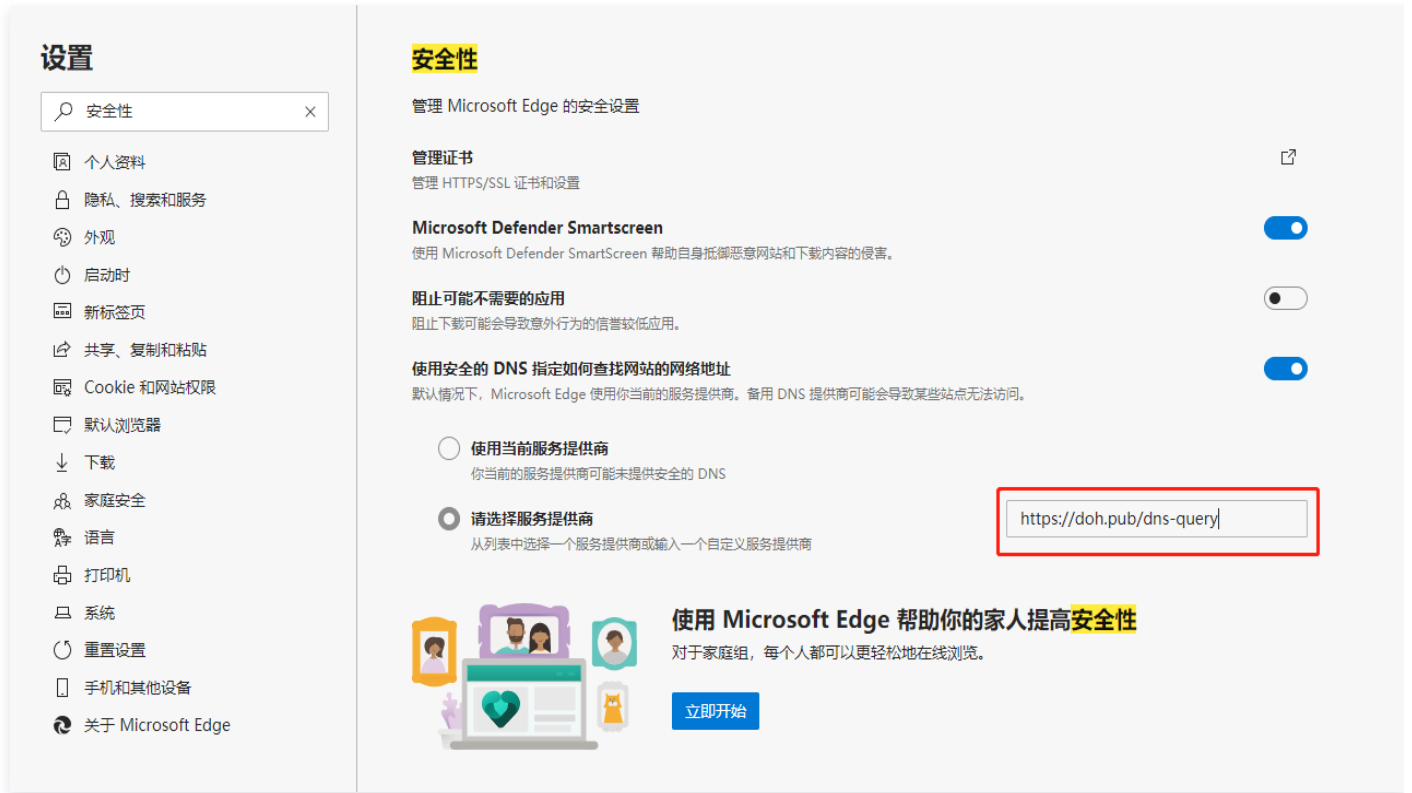 设置
安全性
个人资料
隐私、搜索和服务
外观
启动时
新标签页
共享、复制和粘贴
Cookie 和网站权限
默认浏览器
下载
家庭安全
语言
打印机
系统
重置设置
手机和其他设备
关于 Microsoft Edge
安全性
管理 Microsoft Edge 的安全设置
管理证书
管理 HTTPS/SSL 证书和设置
Microsoft Defender Smartscreen
使用 Microsoft Defender SmartScreen 帮助自身抵御恶意网站和下载内容的侵害。
阻止可能不需要的应用
阻止下载可能会导致意外行为的信誉较低应用。
使用安全的 DNS 指定如何查找网站的网络地址
默认情况下，Microsoft Edge 使用你当前的服务提供商。备用 DNS 提供商可能会导致某些站点无法访问。
使用当前服务提供商
你当前的服务提供商可能未提供安全的 DNS
请选择服务提供商
从列表中选择一个服务提供商或输入一个自定义服务提供商
https://doh.pub/dns-query
使用 Microsoft Edge 帮助你的家人提高安全性
对于家庭组，每个人都可以更轻松地在线浏览。
立即开始